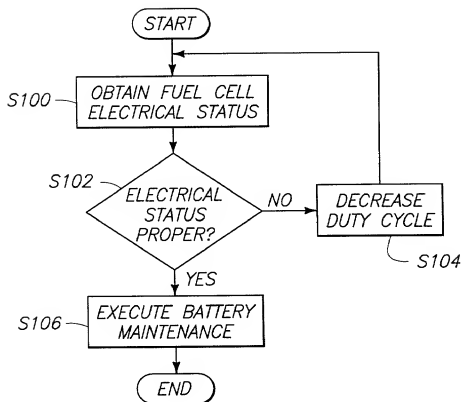 START
S100
OBTAIN FUEL CELL
ELECTRICAL STATUS
S102
ELECTRICAL
STATUS
PROPER?
NO
DECREASE
DUTY CYCLE
S104
YES
S106
EXECUTE BATTERY
MAINTENANCE
END